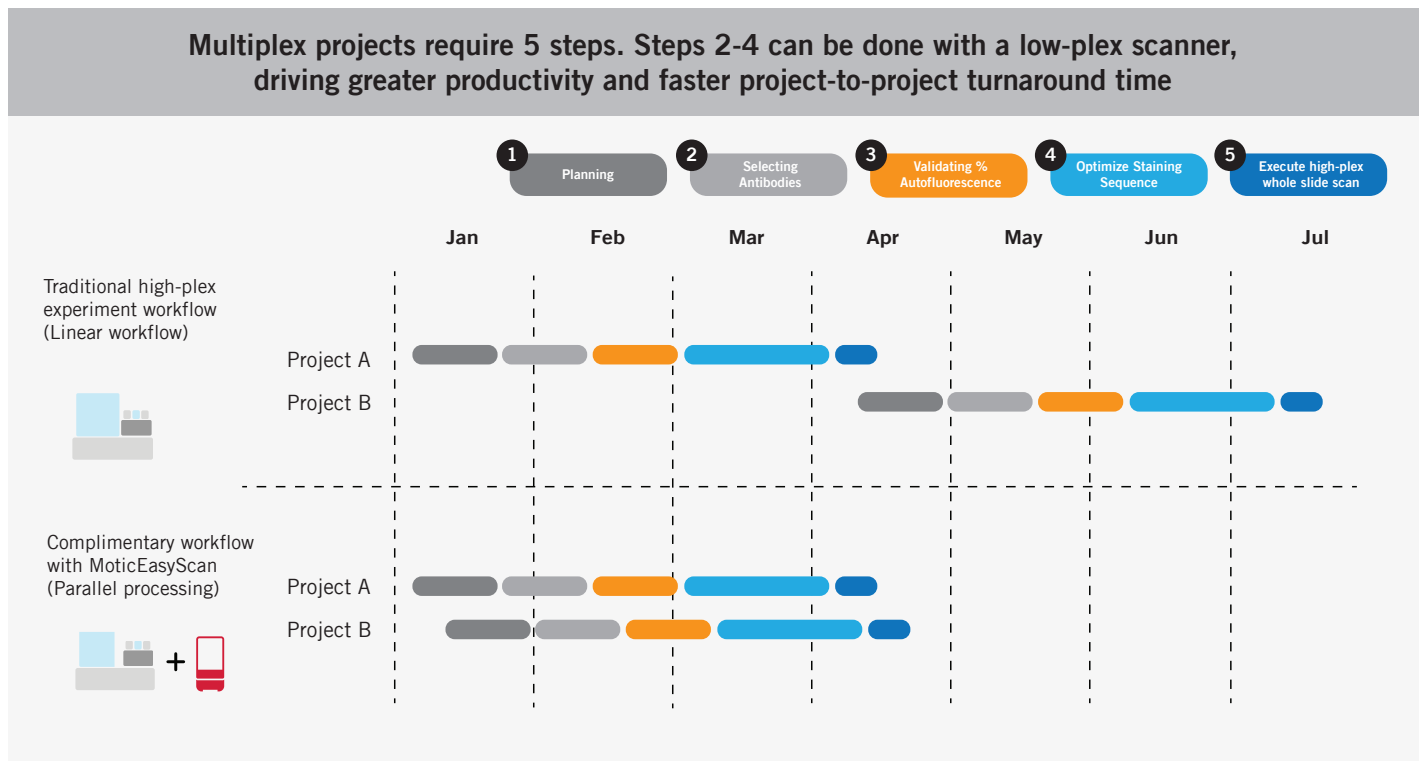 Multiplex projects require 5 steps. Steps 2-4 can be done with a low-plex scanner,
driving greater productivity and faster project-to-project turnaround time
1
Planning
2
Selecting
Antibodies
3
Validating %
Autofluorescence
4
Optimize Staining
Sequence
5
Execute high-plex
whole slide scan
Jan Feb Mar Apr May Jun Jul
Traditional high-plex
experiment workflow
(Linear workflow)
Project A
Project B
Complimentary workflow
with MoticEasyScan
(Parallel processing)
Project A
Project B
+